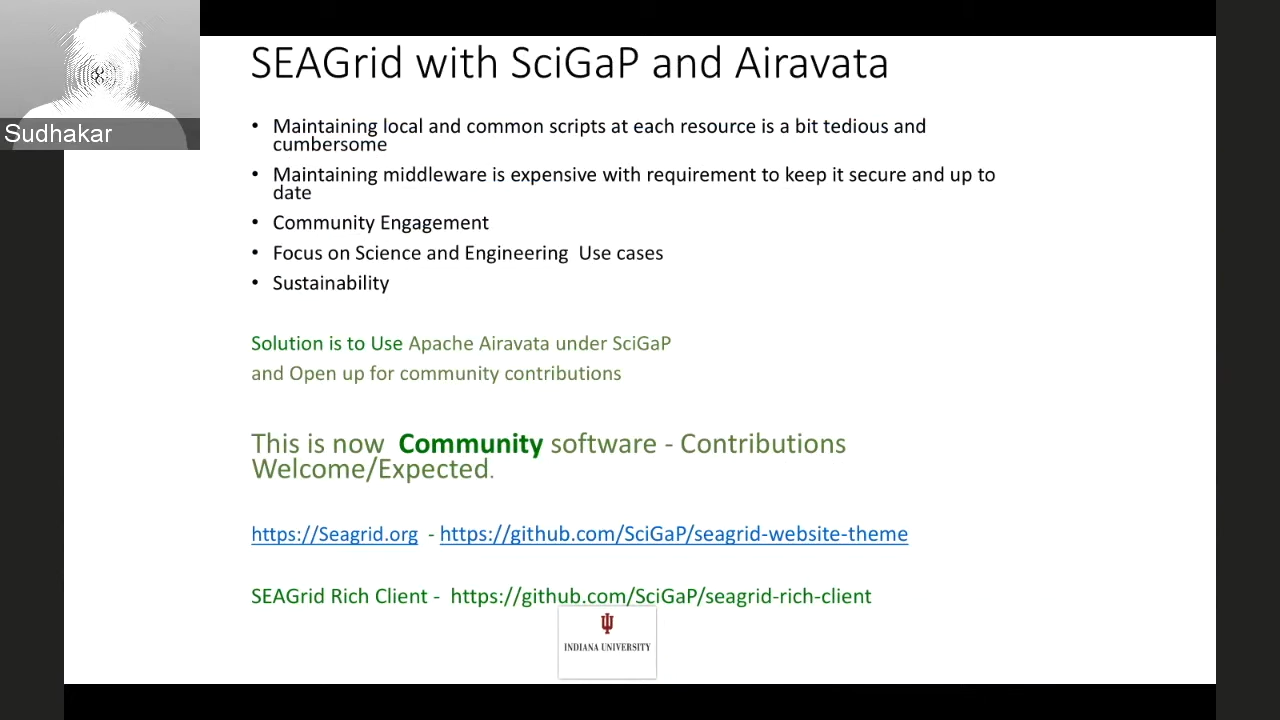 SEAGrid with SciGaP and Airavata
Sudhakar
• Maintaining local and common scripts at each resource is a bit tedious and
cumbersome
• Maintaining middleware is expensive with requirement to keep it secure and up to
date
• Community Engagement
• Focus on Science and Engineering  Use cases
• Sustainability
Solution is to Use Apache Airavata under SciGaP
and Open up for community contributions
This is now  Community software - Contributions
Welcome/Expected.
https://Seagrid.org  - https://github.com/SciGaP/seagrid-website-theme
SEAGrid Rich Client -  https://github.com/SciGaP/seagrid-rich-client
INDIANA UNIVERSITY